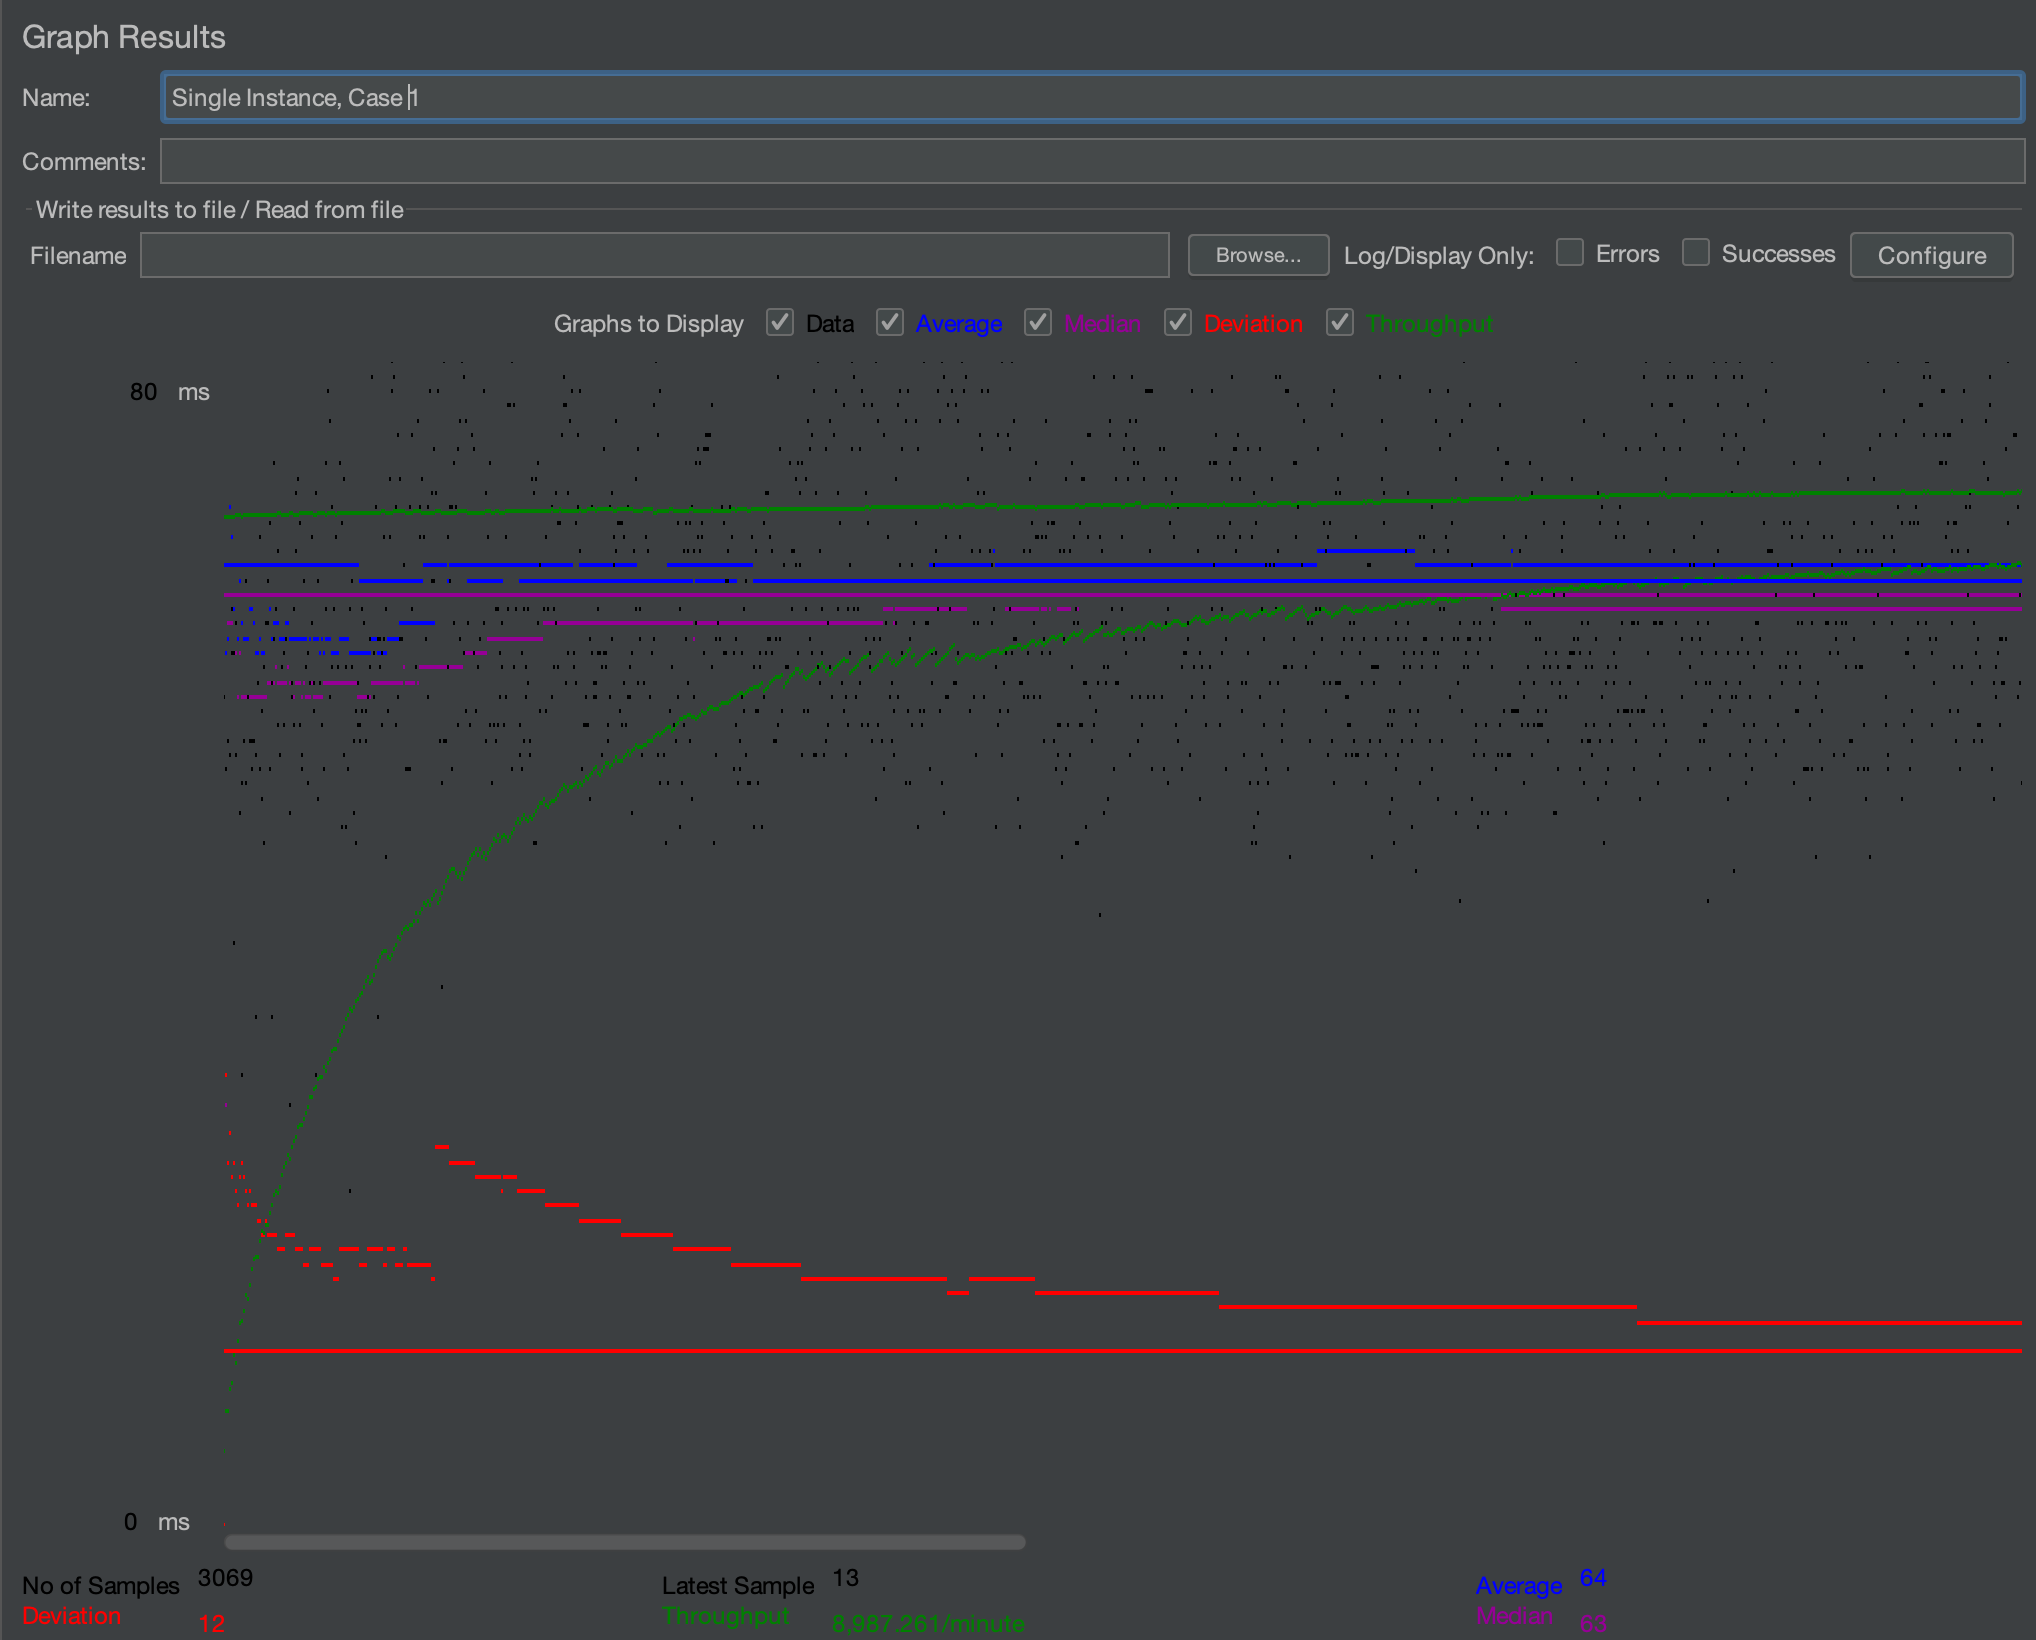 Graph Results
Name: Single Instance, Case 1
Comments:
Write results to file / Read from file
Filename Browse... Log/Display Only: Errors Successes Configure
Graphs to Display Data Average Median Deviation Throughput
80 ms
0 ms
No of Samples 3069 Latest Sample 13 Average 64
Deviation 12 Throughput 8,987.261/minute Median 63